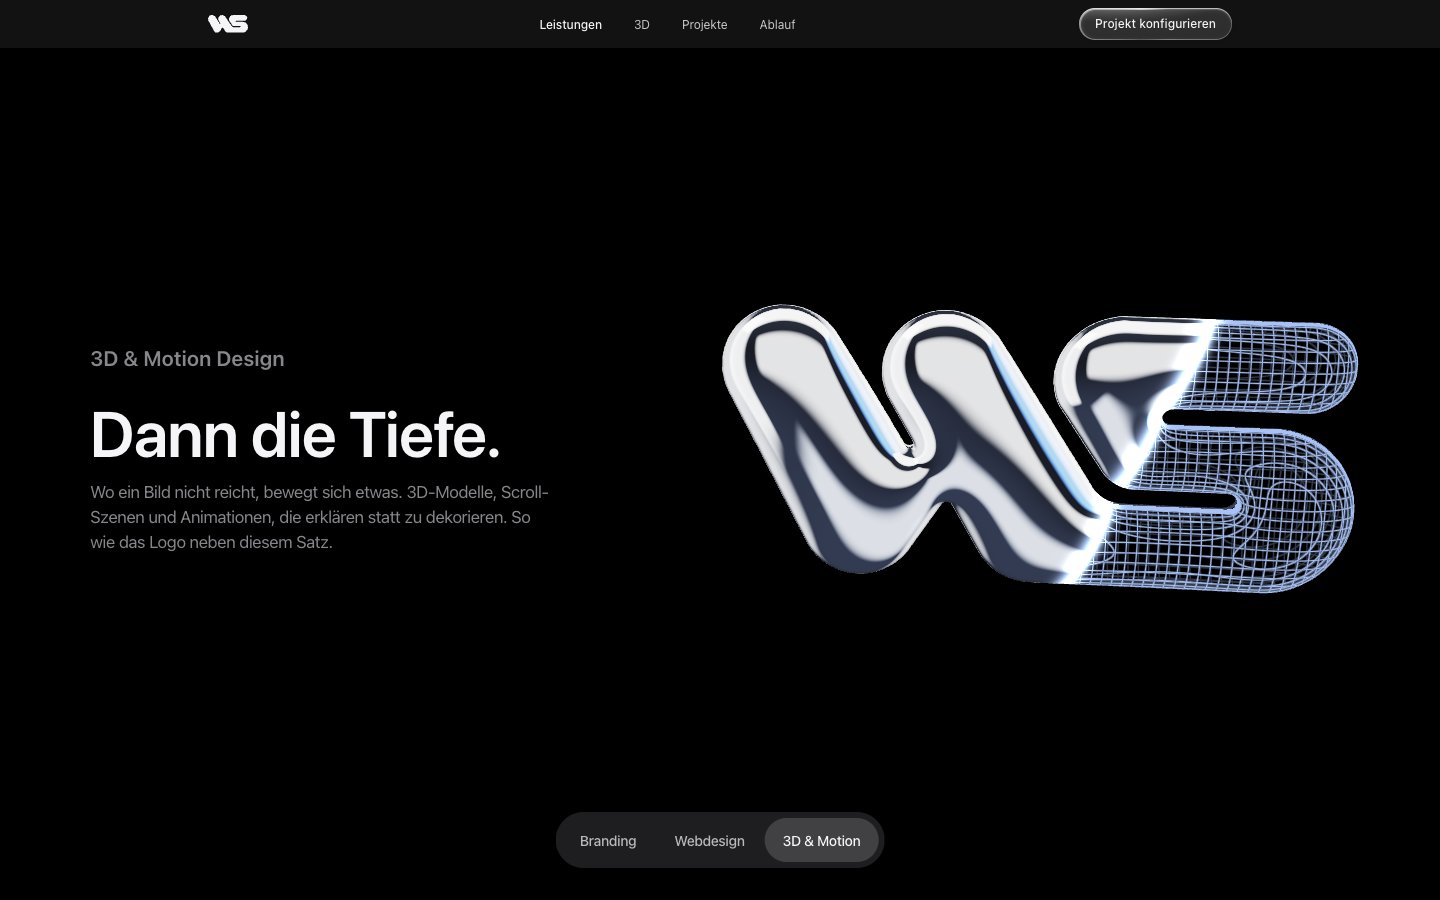 WS
Leistungen
3D
Projekte
Ablauf
Projekt konfigurieren
3D & Motion Design
Dann die Tiefe.
Wo ein Bild nicht reicht, bewegt sich etwas. 3D-Modelle, Scroll-
Szenen und Animationen, die erklären statt zu dekorieren. So
wie das Logo neben diesem Satz.
WS
Branding
Webdesign
3D & Motion